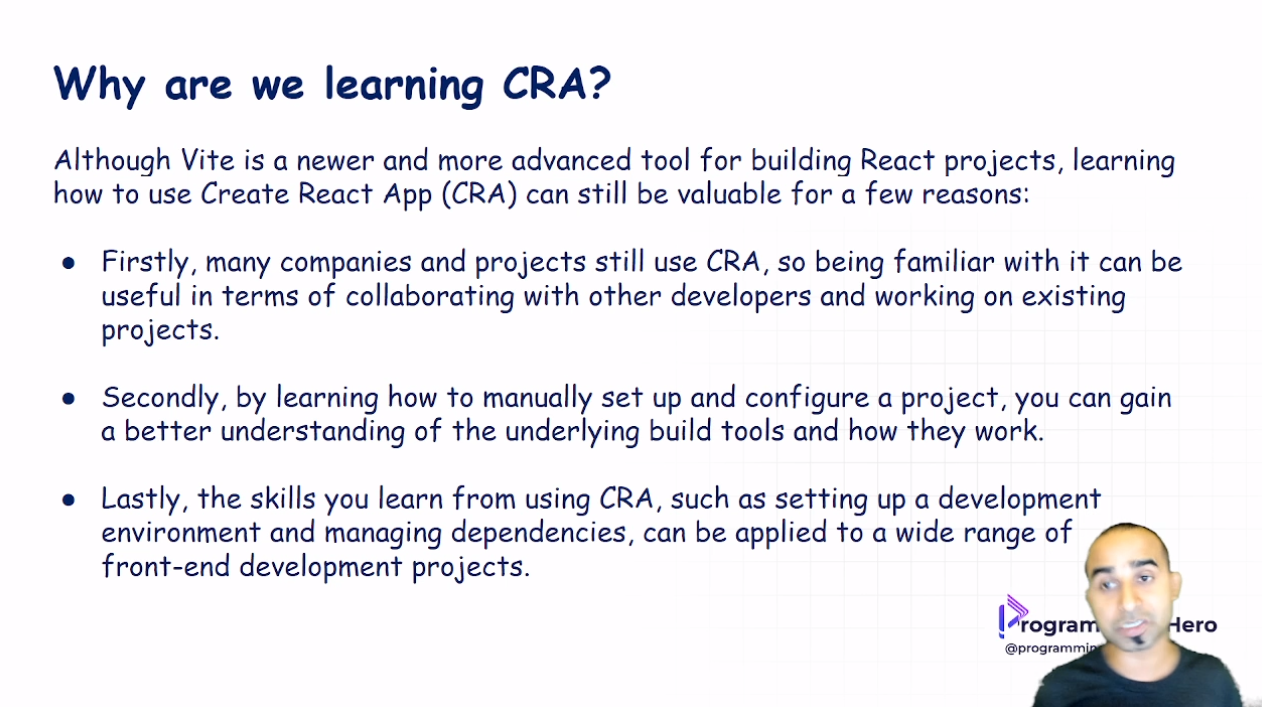 Why are we learning CRA?
Although Vite is a newer and more advanced tool for building React projects, learning
how to use Create React App (CRA) can still be valuable for a few reasons:
● Firstly, many companies and projects still use CRA, so being familiar with it can be
useful in terms of collaborating with other developers and working on existing
projects.
● Secondly, by learning how to manually set up and configure a project, you can gain
a better understanding of the underlying build tools and how they work.
● Lastly, the skills you learn from using CRA, such as setting up a development
environment and managing dependencies, can be applied to a wide range of
front-end development projects.
Hero